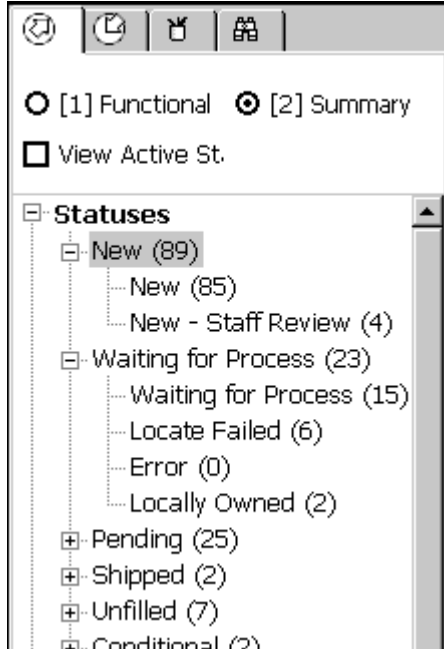 [1] Functional [2] Summary
View Active St
Statuses
New (89)
New (85)
New - Staff Review (4)
Waiting for Process (23)
Waiting for Process (15)
Locate Failed (6)
Error (0)
Locally Owned (2)
Pending (25)
Shipped (2)
Unfilled (7)
Conditional (2)